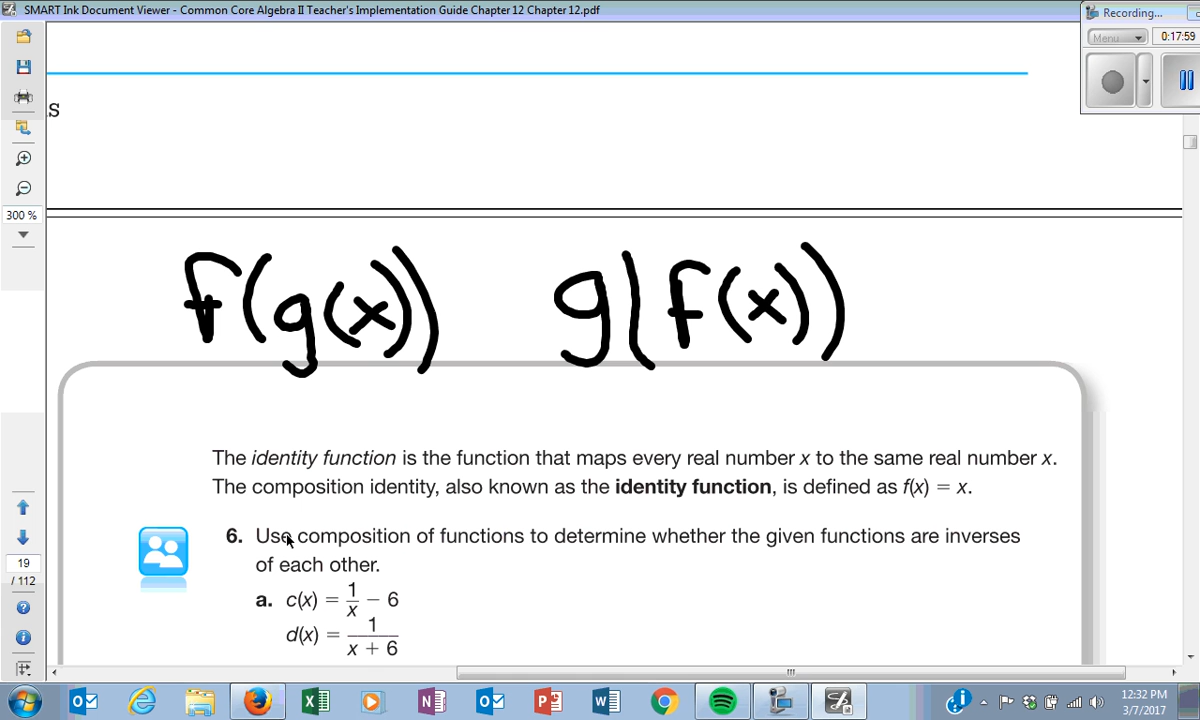 SMART Ink Document Viewer - Common Core Algebra II Teacher's Implementation Guide Chapter 12 Chapter 12.pdf
Recording...
Menu
0:17:59
s
300 %
f(g(x)) g(f(x))
The identity function is the function that maps every real number x to the same real number x.
The composition identity, also known as the identity function, is defined as f(x) = x.
6. Use composition of functions to determine whether the given functions are inverses
of each other.
a. c(x) = 1/x − 6
d(x) = 1/(x + 6)
19
/ 112
12:32 PM
3/7/2017